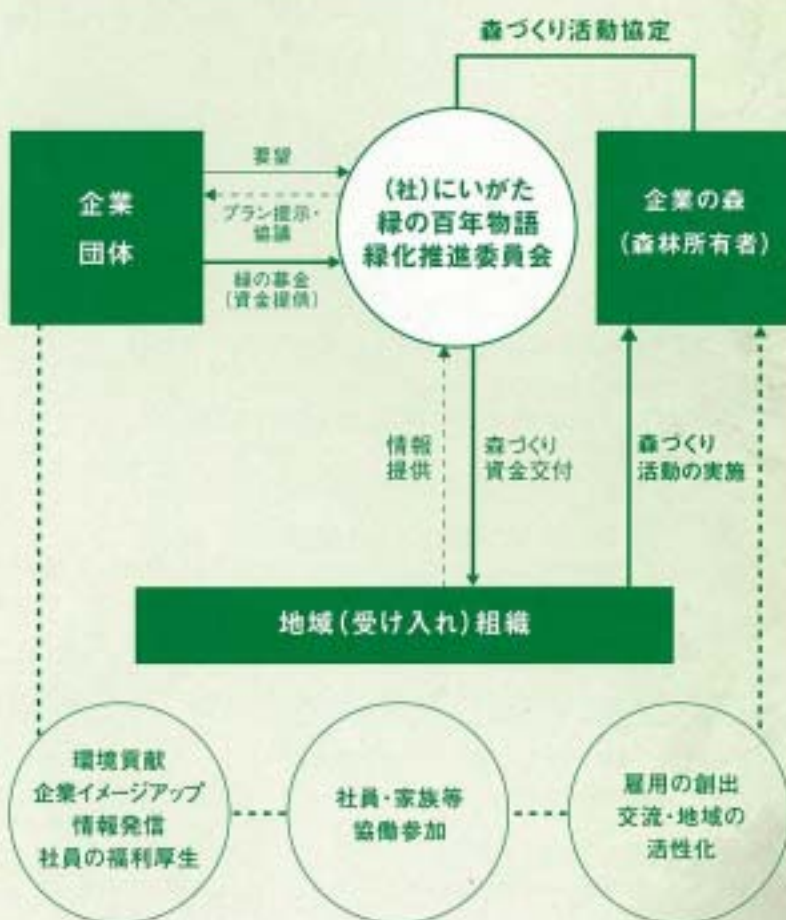 森づくり活動協定
企業
団体
要望
プラン提示・
協議
緑の募金
(資金提供)
(社)にいがた
緑の百年物語
緑化推進委員会
企業の森
(森林所有者)
情報
提供
森づくり
資金交付
森づくり
活動の実施
地域(受け入れ)組織
環境貢献
企業イメージアップ
情報発信
社員の福利厚生
社員・家族等
協働参加
雇用の創出
交流・地域の
活性化